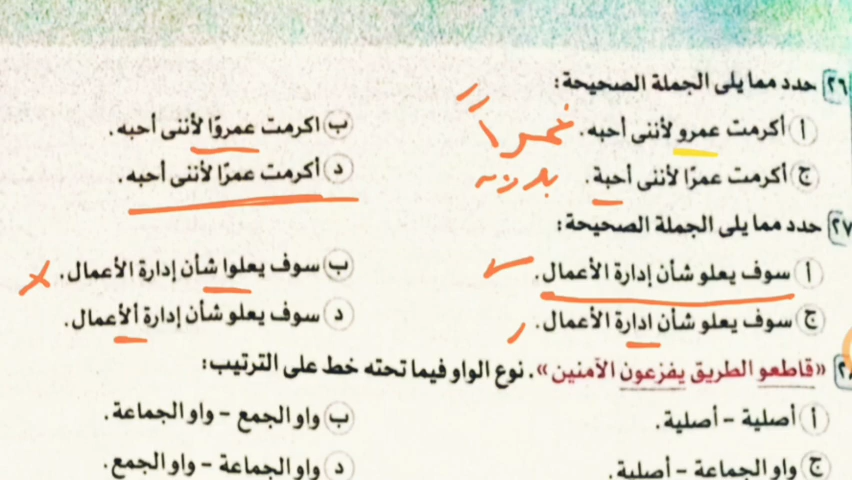 ٢٦ حدد مما يلى الجملة الصحيحة:
أ أكرمت عمرو لأننى أحبه. ب اكرمت عمروًا لأننى أحبه.
ج أكرمت عمرًا لأننى أحبة. د أكرمت عمرًا لأننى أحبه.
٢٧ حدد مما يلى الجملة الصحيحة:
أ سوف يعلو شأن إدارة الأعمال. ب سوف يعلوا شأن إدارة الأعمال.
ج سوف يعلو شأن ادارة الأعمال. د سوف يعلو شأن إدارة ألأعمال.
«قاطعو الطريق يفزعون الآمنين». نوع الواو فيما تحته خط على الترتيب:
أ أصلية – أصلية. ب واو الجمع – واو الجماعة.
ج واو الجماعة – أصلية. د واو الجماعة – واو الجمع.